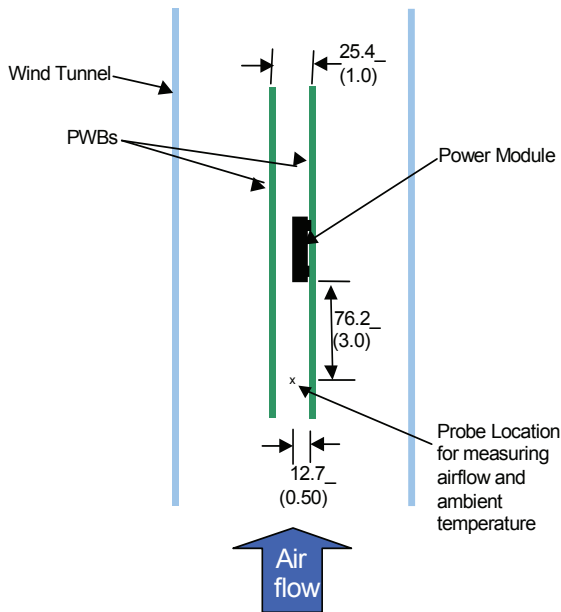 25.4_
(1.0)
Wind Tunnel
PWBs
Power Module
76.2_
(3.0)
x
Probe Location
for measuring
airflow and
ambient
temperature
12.7_
(0.50)
Air
flow